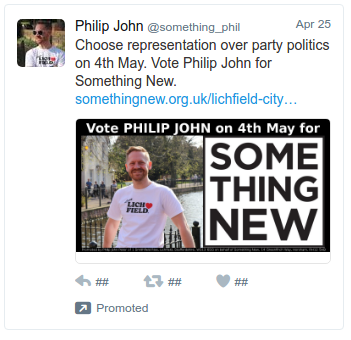 Philip John @something_phil Apr 25
Choose representation over party politics
on 4th May. Vote Philip John for
Something New.
somethingnew.org.uk/lichfield-city…
Vote PHILIP JOHN on 4th May for
SOME
THING
NEW
LICH
FIELD
## ## ##
Promoted